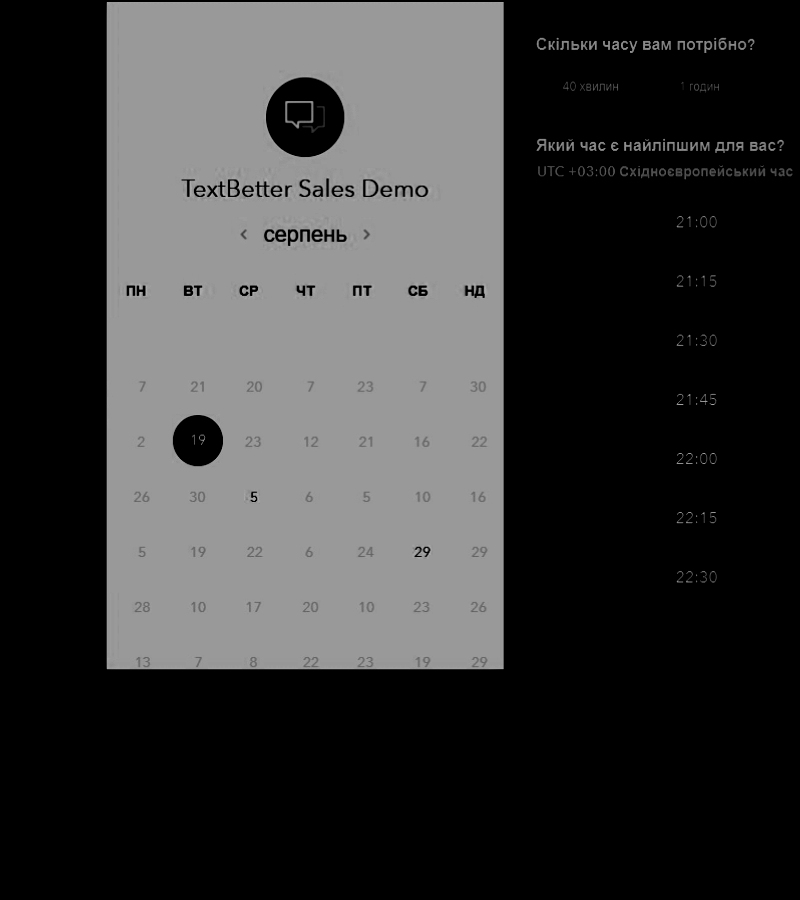 TextBetter Sales Demo
серпень
ПН ВТ СР ЧТ ПТ СБ НД
7 21 20 7 23 7 30
2 19 23 12 21 16 22
26 30 5 6 5 10 16
5 19 22 6 24 29 29
28 10 17 20 10 23 26
13 7 8 22 23 19 29
Скільки часу вам потрібно?
40 хвилин 1 годин
Який час є найліпшим для вас?
UTC +03:00 Східноєвропейський час
21:00
21:15
21:30
21:45
22:00
22:15
22:30